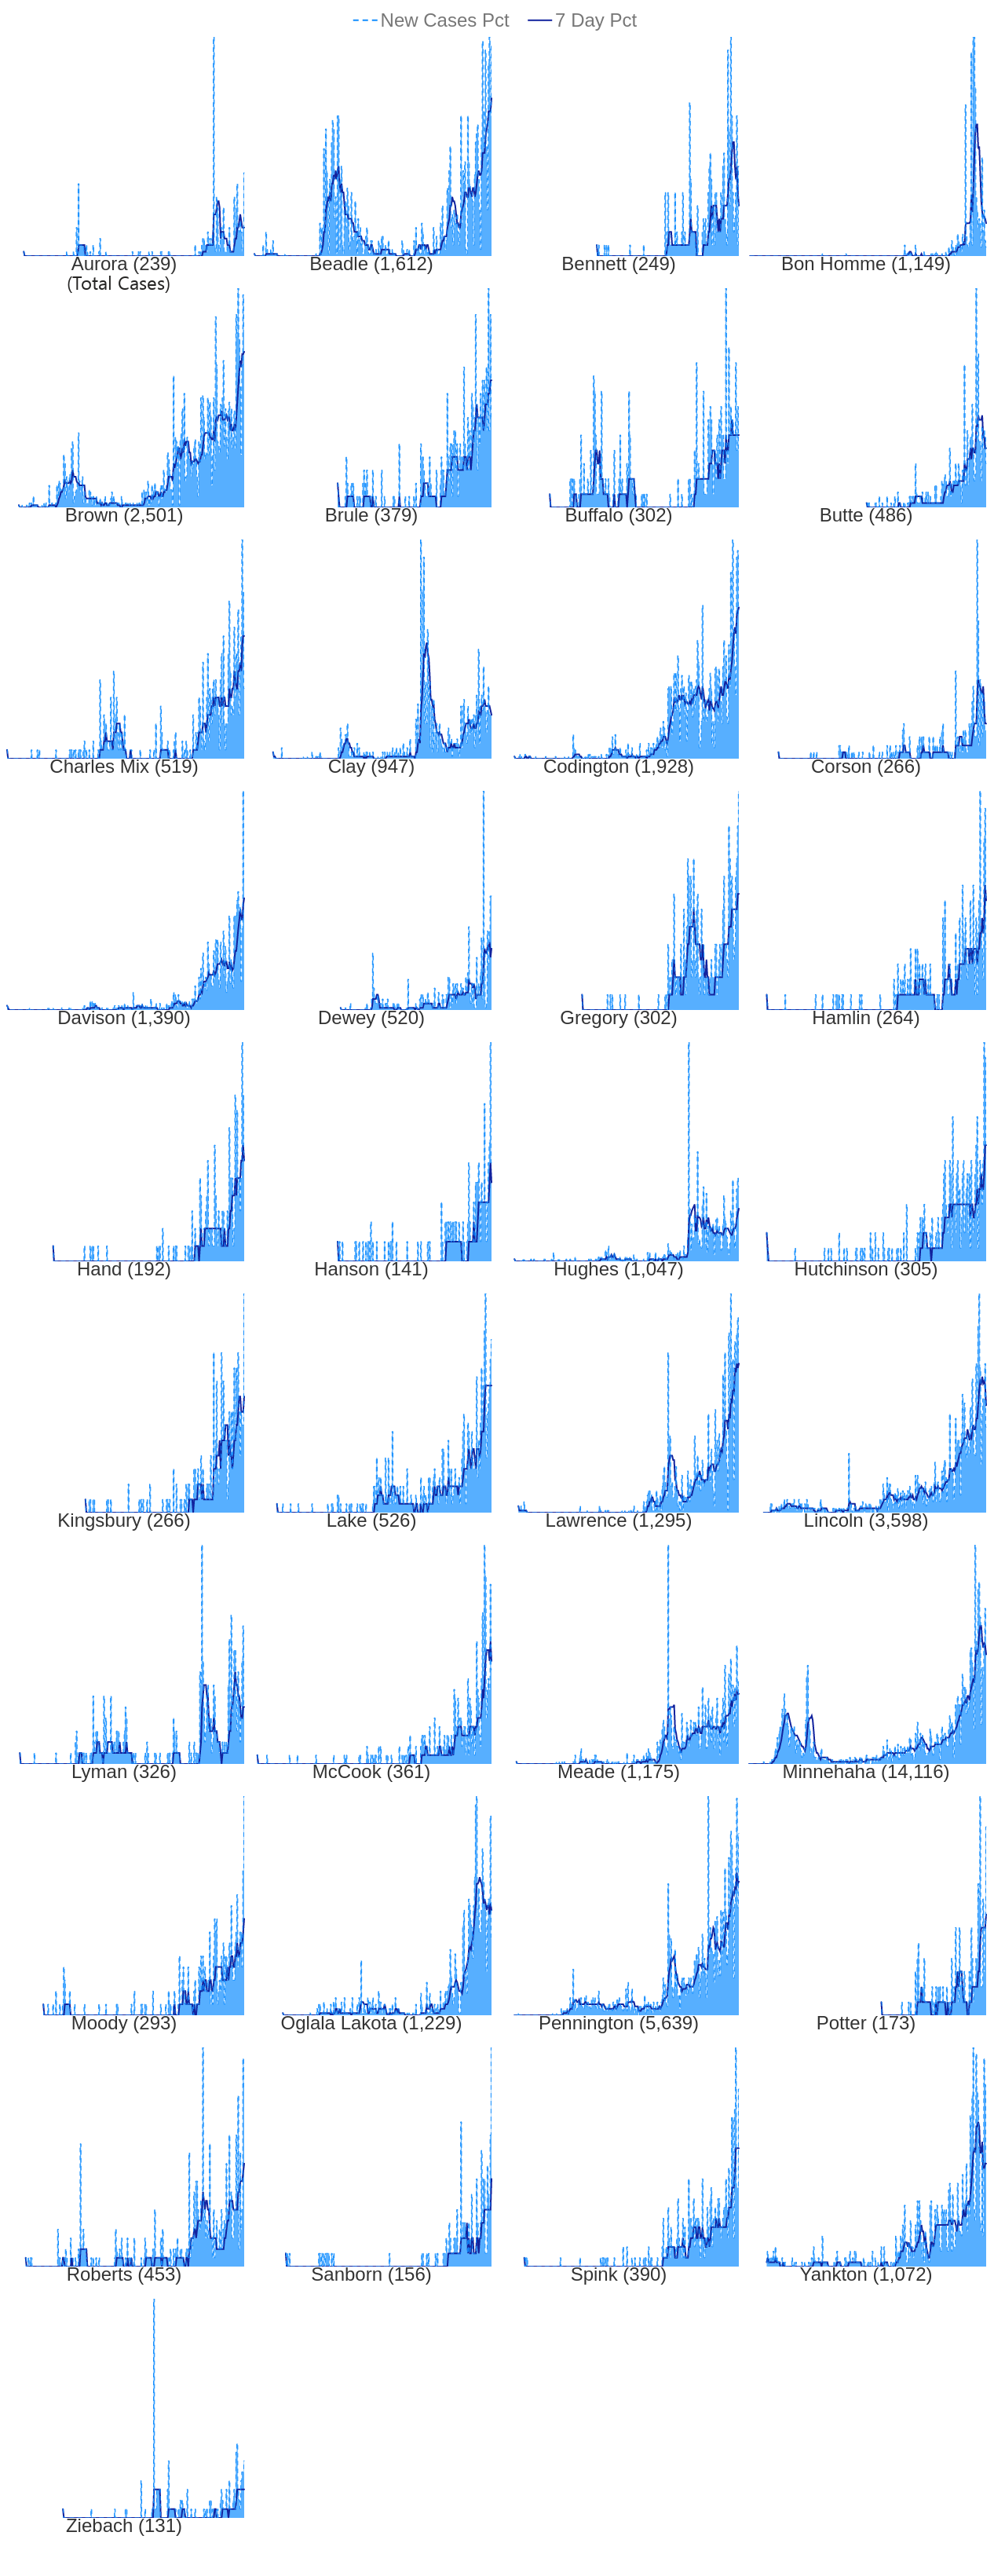 New Cases Pct 7 Day Pct
Aurora (239) Beadle (1,612) Bennett (249) Bon Homme (1,149)
(Total Cases)
Brown (2,501) Brule (379) Buffalo (302) Butte (486)
Charles Mix (519) Clay (947) Codington (1,928) Corson (266)
Davison (1,390) Dewey (520) Gregory (302) Hamlin (264)
Hand (192) Hanson (141) Hughes (1,047) Hutchinson (305)
Kingsbury (266) Lake (526) Lawrence (1,295) Lincoln (3,598)
Lyman (326) McCook (361) Meade (1,175) Minnehaha (14,116)
Moody (293) Oglala Lakota (1,229) Pennington (5,639) Potter (173)
Roberts (453) Sanborn (156) Spink (390) Yankton (1,072)
Ziebach (131)